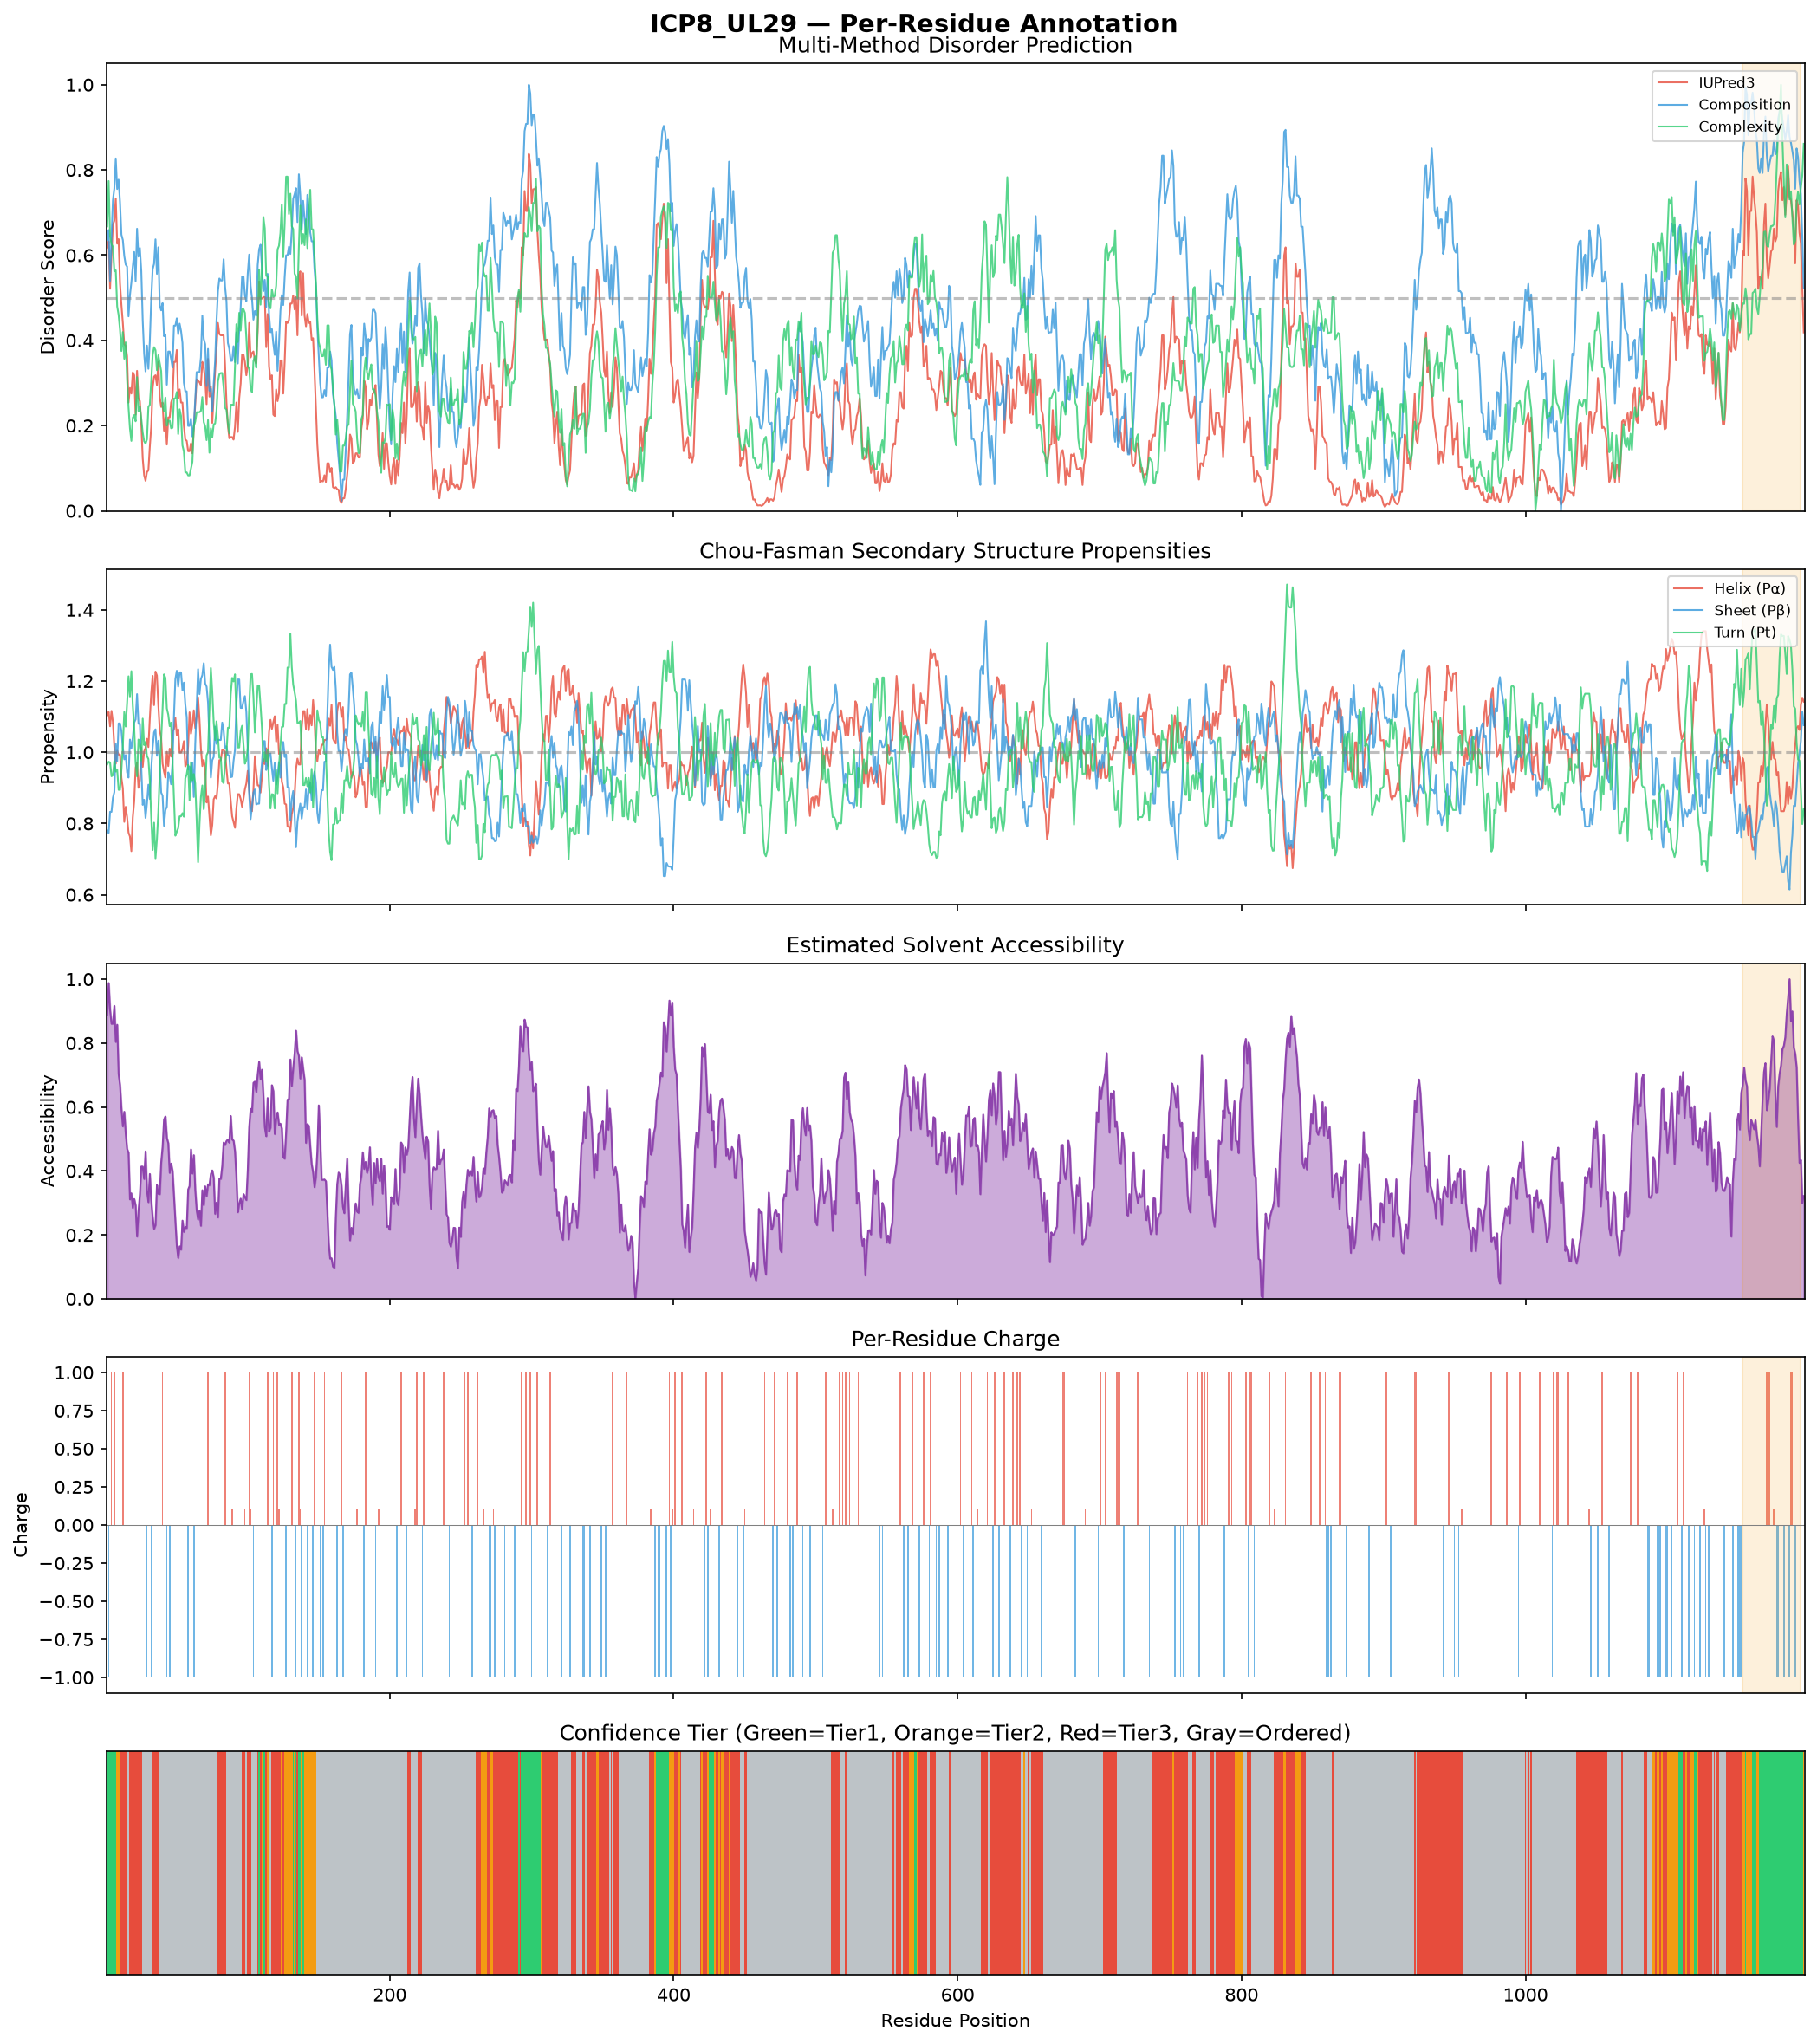 ICP8_UL29 — Per-Residue Annotation
Multi-Method Disorder Prediction
1.0
0.8
0.6
0.4
0.2
0.0
Disorder Score
IUPred3
Composition
Complexity
Chou-Fasman Secondary Structure Propensities
1.4
1.2
1.0
0.8
0.6
Propensity
Helix (Pα)
Sheet (Pβ)
Turn (Pt)
Estimated Solvent Accessibility
1.0
0.8
0.6
0.4
0.2
0.0
Accessibility
Per-Residue Charge
1.00
0.75
0.50
0.25
0.00
−0.25
−0.50
−0.75
−1.00
Charge
Confidence Tier (Green=Tier1, Orange=Tier2, Red=Tier3, Gray=Ordered)
200
400
600
800
1000
Residue Position